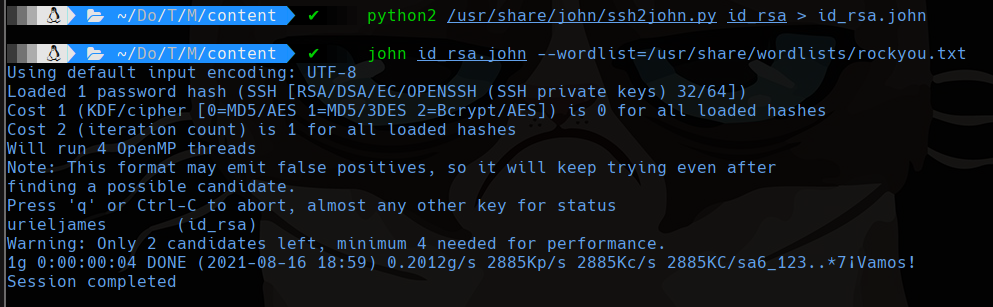 ~/Do/T/M/content ✔ python2 /usr/share/john/ssh2john.py id_rsa > id_rsa.john
~/Do/T/M/content ✔ john id_rsa.john --wordlist=/usr/share/wordlists/rockyou.txt
Using default input encoding: UTF-8
Loaded 1 password hash (SSH [RSA/DSA/EC/OPENSSH (SSH private keys) 32/64])
Cost 1 (KDF/cipher [0=MD5/AES 1=MD5/3DES 2=Bcrypt/AES]) is 0 for all loaded hashes
Cost 2 (iteration count) is 1 for all loaded hashes
Will run 4 OpenMP threads
Note: This format may emit false positives, so it will keep trying even after
finding a possible candidate.
Press 'q' or Ctrl-C to abort, almost any other key for status
urieljames       (id_rsa)
Warning: Only 2 candidates left, minimum 4 needed for performance.
1g 0:00:00:04 DONE (2021-08-16 18:59) 0.2012g/s 2885Kp/s 2885Kc/s 2885KC/sa6_123..*7¡Vamos!
Session completed